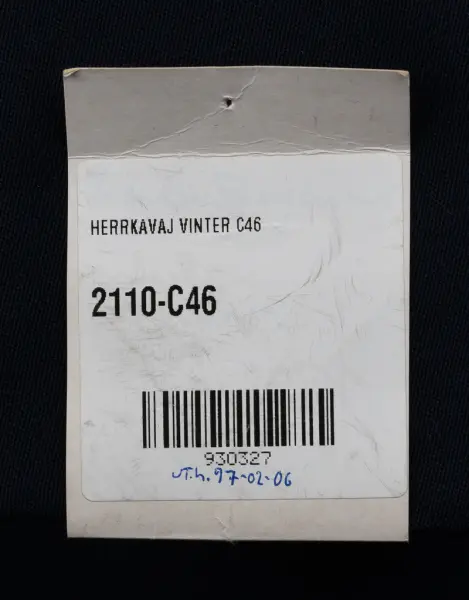 HERRKAVAJ VINTER C46
2110-C46
930327
ut.h. 97-02-06